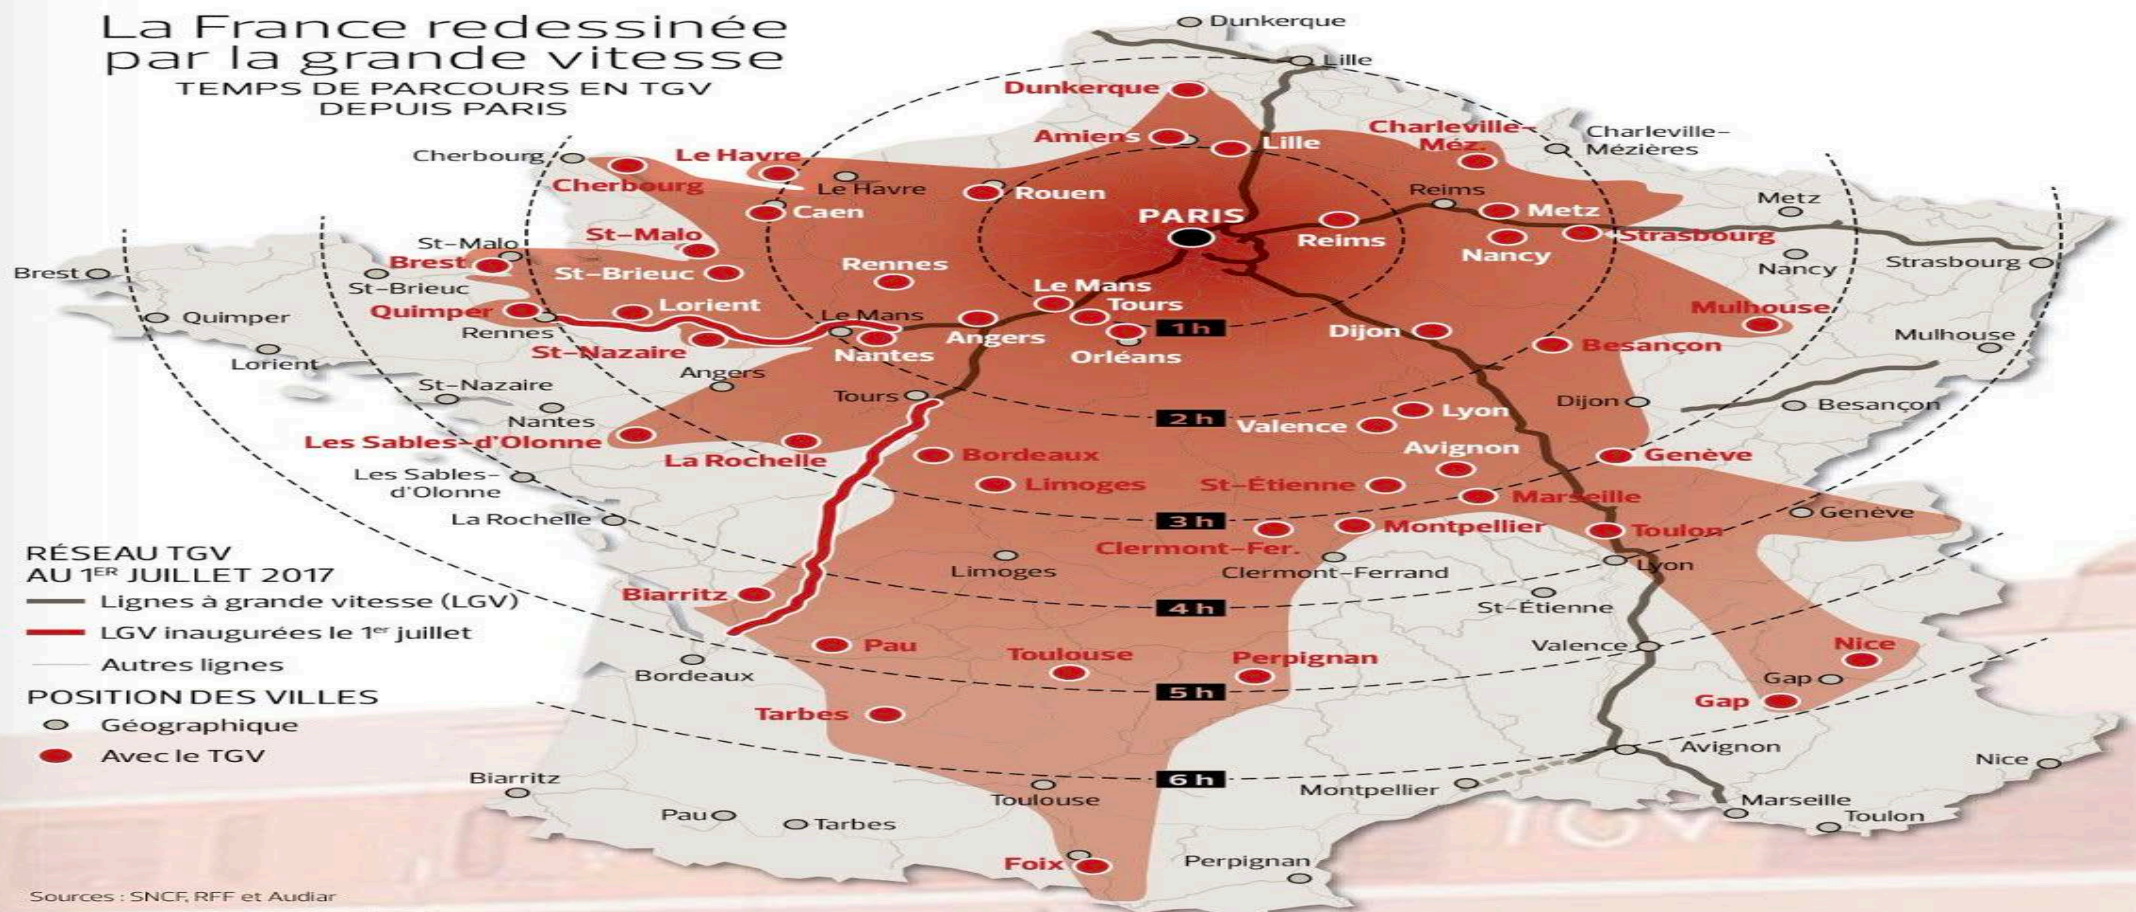 La France redessinée
par la grande vitesse
TEMPS DE PARCOURS EN TGV
DEPUIS PARIS
Dunkerque
Lille
Dunkerque
Amiens
Lille
Charleville-
Méz.
Charleville-
Mézières
Cherbourg
Cherbourg
Le Havre
Le Havre
Caen
Rouen
PARIS
Reims
Reims
Metz
Metz
Strasbourg
Nancy
Nancy
Strasbourg
St-Malo
St-Malo
Brest
Brest
St-Brieuc
St-Brieuc
Rennes
Le Mans
Tours
Quimper
Quimper
Lorient
Rennes
Le Mans
Angers
Orléans
1 h
Dijon
Besançon
Mulhouse
Mulhouse
Lorient
St-Nazaire
Nantes
Angers
St-Nazaire
Nantes
Tours
Dijon
Besançon
2 h
Valence
Lyon
Avignon
Les Sables-d'Olonne
La Rochelle
Bordeaux
Genève
Les Sables-
d'Olonne
Limoges
St-Étienne
Marseille
La Rochelle
3 h
Clermont-Fer.
Montpellier
Toulon
Genève
Limoges
Clermont-Ferrand
Lyon
RÉSEAU TGV
AU 1ER JUILLET 2017
Lignes à grande vitesse (LGV)
LGV inaugurées le 1er juillet
Autres lignes
POSITION DES VILLES
Géographique
Avec le TGV
Biarritz
4 h
St-Étienne
Pau
Toulouse
Perpignan
Valence
Nice
Bordeaux
5 h
Gap
Gap
Tarbes
Avignon
Nice
Biarritz
6 h
Toulouse
Montpellier
Marseille
Toulon
Pau
Tarbes
Foix
Perpignan
TGV
Sources : SNCF, RFF et Audiar